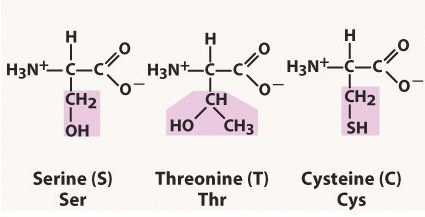 H H H
H3N+—C—C O O− H3N+—C—C O O− H3N+—C—C O O−
CH2 CH CH2
OH HO CH3 SH
Serine (S) Threonine (T) Cysteine (C)
Ser Thr Cys